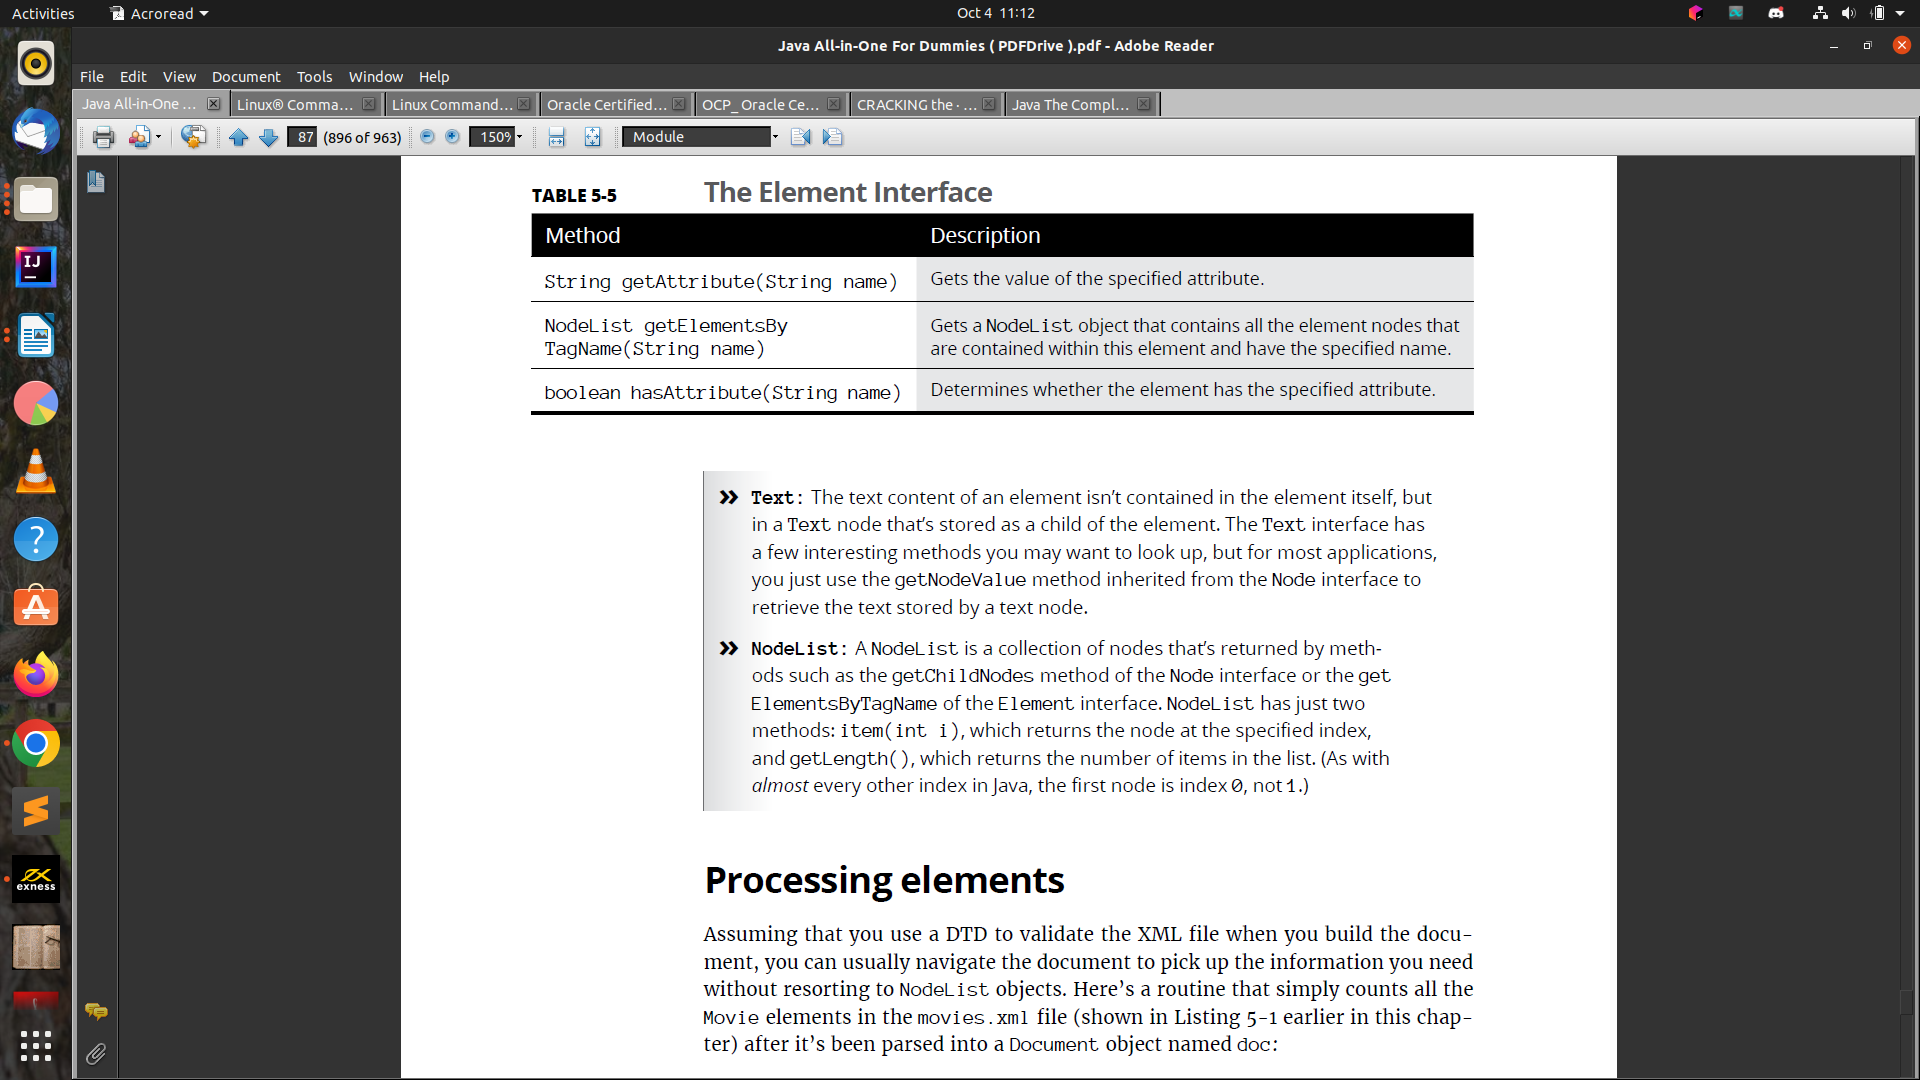 Activities
Acroread
Oct 4 11:12
Java All-in-One For Dummies ( PDFDrive ).pdf - Adobe Reader
File Edit View Document Tools Window Help
Java All-in-One ...
Linux® Comma...
Linux Command...
Oracle Certified...
OCP_ Oracle Ce...
CRACKING the · ...
Java The Compl...
87 (896 of 963)
150%
Module
TABLE 5-5 The Element Interface
Method Description
String getAttribute(String name) Gets the value of the specified attribute.
NodeList getElementsBy
TagName(String name)
Gets a NodeList object that contains all the element nodes that
are contained within this element and have the specified name.
boolean hasAttribute(String name) Determines whether the element has the specified attribute.
» Text: The text content of an element isn't contained in the element itself, but
in a Text node that's stored as a child of the element. The Text interface has
a few interesting methods you may want to look up, but for most applications,
you just use the getNodeValue method inherited from the Node interface to
retrieve the text stored by a text node.
» NodeList: A NodeList is a collection of nodes that's returned by meth-
ods such as the getChildNodes method of the Node interface or the get
ElementsByTagName of the Element interface. NodeList has just two
methods: item(int i), which returns the node at the specified index,
and getLength(), which returns the number of items in the list. (As with
almost every other index in Java, the first node is index 0, not 1.)
Processing elements
Assuming that you use a DTD to validate the XML file when you build the docu-
ment, you can usually navigate the document to pick up the information you need
without resorting to NodeList objects. Here's a routine that simply counts all the
Movie elements in the movies.xml file (shown in Listing 5-1 earlier in this chap-
ter) after it's been parsed into a Document object named doc:
IJ
?
exness